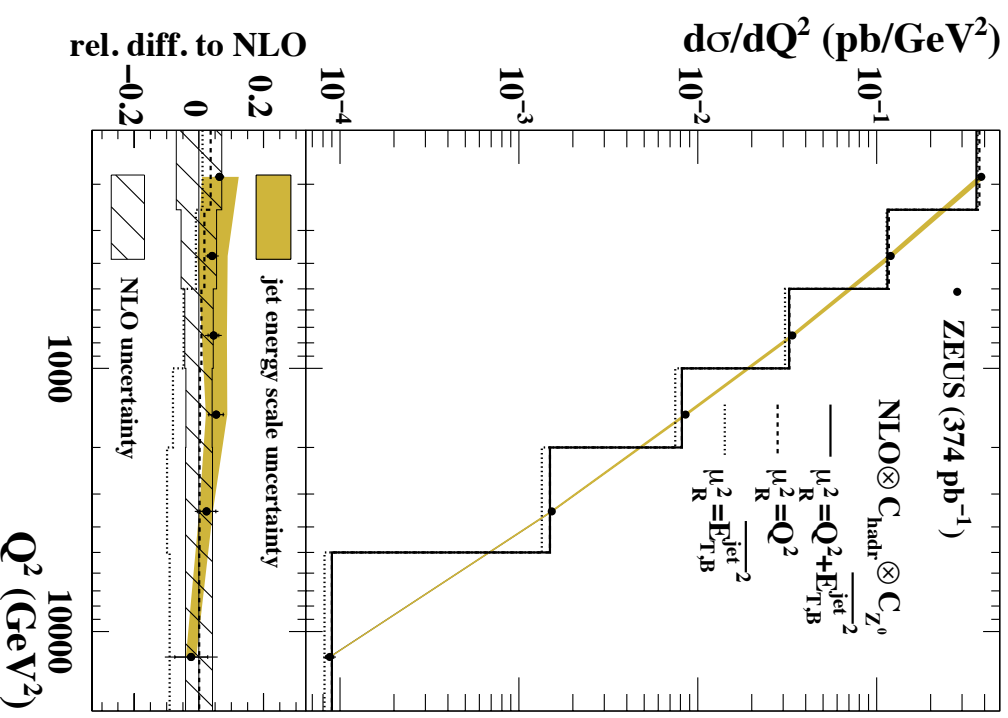 dσ/dQ² (pb/GeV²)
10⁻¹
10⁻²
10⁻³
10⁻⁴
ZEUS (374 pb⁻¹)
NLO⊗C_hadr⊗C_Z⁰
μ_R²=Q²+E_T,B^jet²
μ_R²=Q²
μ_R²=E_T,B^jet²
rel. diff. to NLO
0.2
0
−0.2
jet energy scale uncertainty
NLO uncertainty
1000
10000
Q² (GeV²)